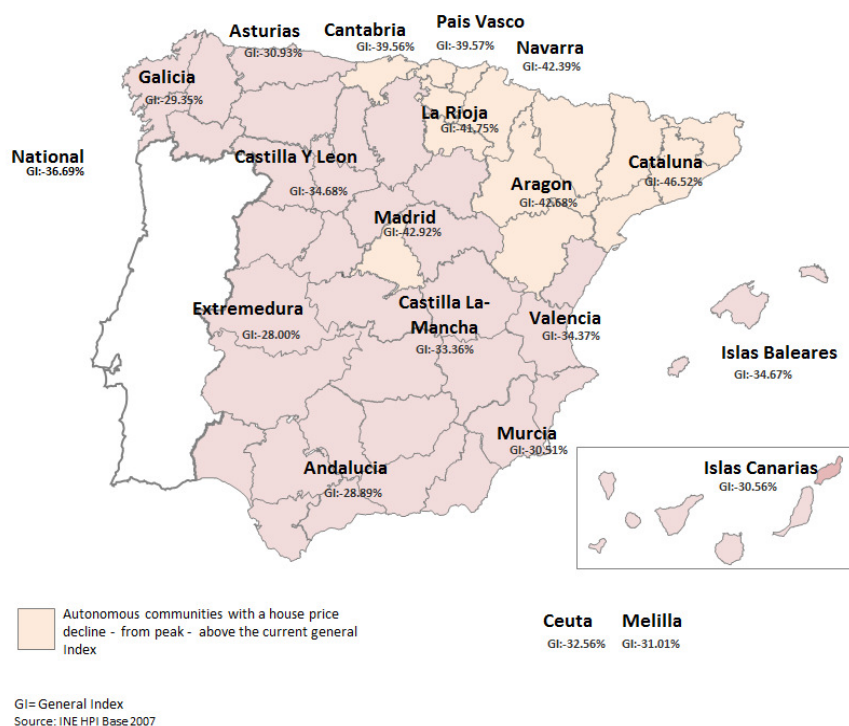 Asturias
GI:-30.93%
Cantabria
GI:-39.56%
Pais Vasco
GI:-39.57%
Navarra
GI:-42.39%
Galicia
GI:-29.35%
La Rioja
GI:-41.75%
National
GI:-36.69%
Castilla Y Leon
GI:-34.68%
Aragon
GI:-42.68%
Cataluna
GI:-46.52%
Madrid
GI:-42.92%
Extremedura
GI:-28.00%
Castilla La-
Mancha
GI:-33.36%
Valencia
GI:-34.37%
Islas Baleares
GI:-34.67%
Murcia
GI:-30.51%
Andalucia
GI:-28.89%
Islas Canarias
GI:-30.56%
Autonomous communities with a house price
decline - from peak - above the current general
Index
Ceuta
GI:-32.56%
Melilla
GI:-31.01%
GI= General Index
Source: INE HPI Base 2007